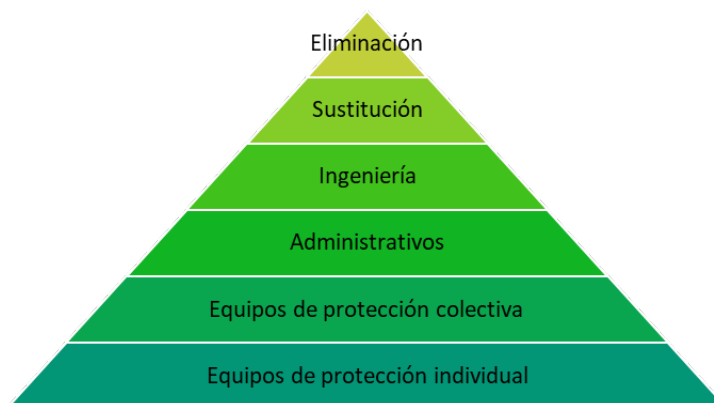 Eliminación
Sustitución
Ingeniería
Administrativos
Equipos de protección colectiva
Equipos de protección individual